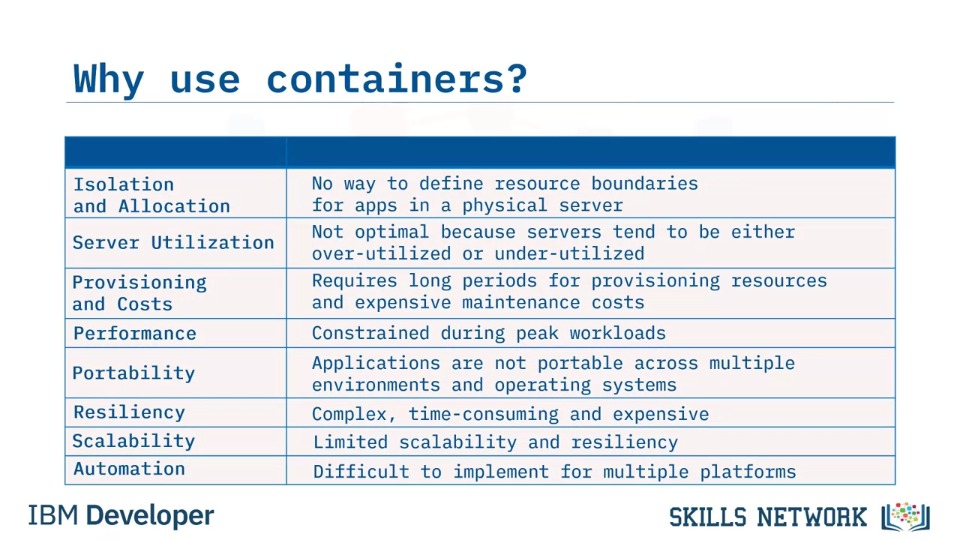 Why use containers?
Isolation
and Allocation
No way to define resource boundaries
for apps in a physical server
Server Utilization
Not optimal because servers tend to be either
over-utilized or under-utilized
Provisioning
and Costs
Requires long periods for provisioning resources
and expensive maintenance costs
Performance
Constrained during peak workloads
Portability
Applications are not portable across multiple
environments and operating systems
Resiliency
Complex, time-consuming and expensive
Scalability
Limited scalability and resiliency
Automation
Difficult to implement for multiple platforms
IBM Developer
SKILLS NETWORK